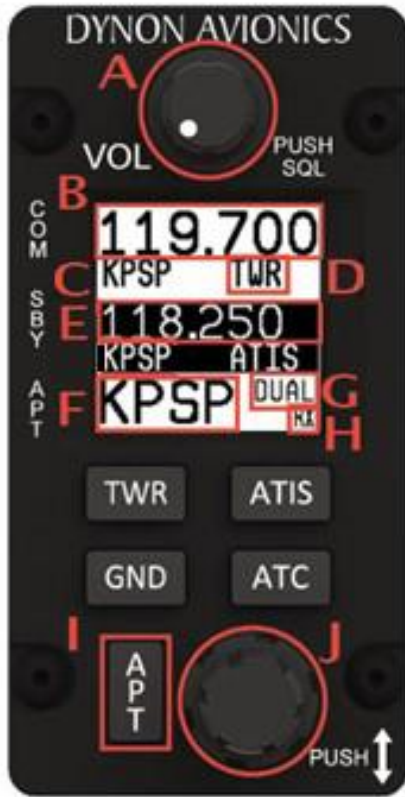 DYNON AVIONICS
A
VOL
PUSH
SQL
B
COM
119.700
C KPSP TWR D
SBY
E 118.250
KPSP ATIS
APT
F KPSP DUAL G
RX H
TWR ATIS
GND ATC
I APT J
PUSH